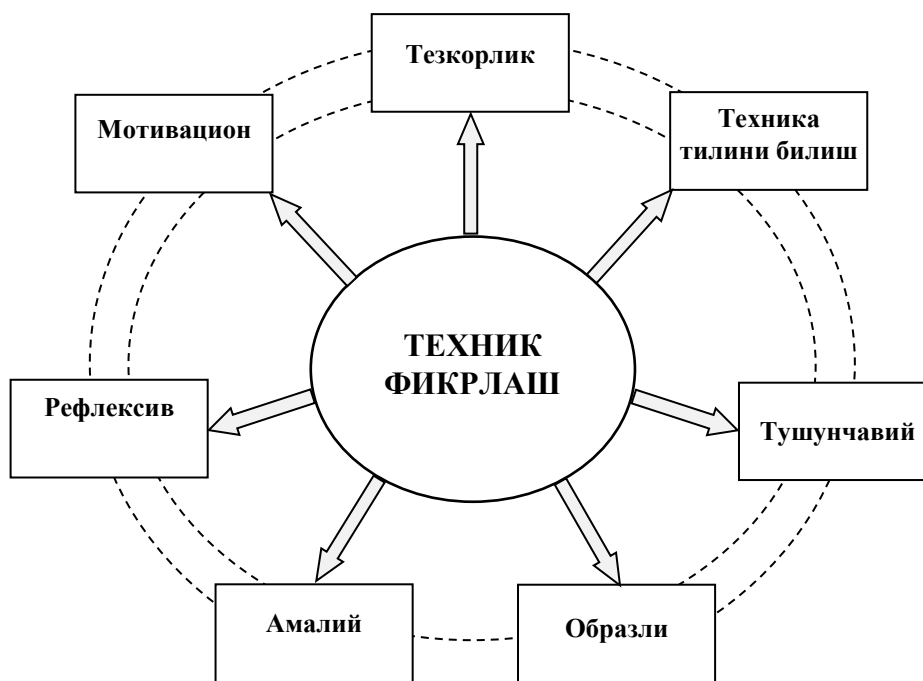 Тезкорлик
Мотивацион
Техника
тилини билиш
ТЕХНИК
ФИКРЛАШ
Рефлексив
Тушунчавий
Амалий
Образли